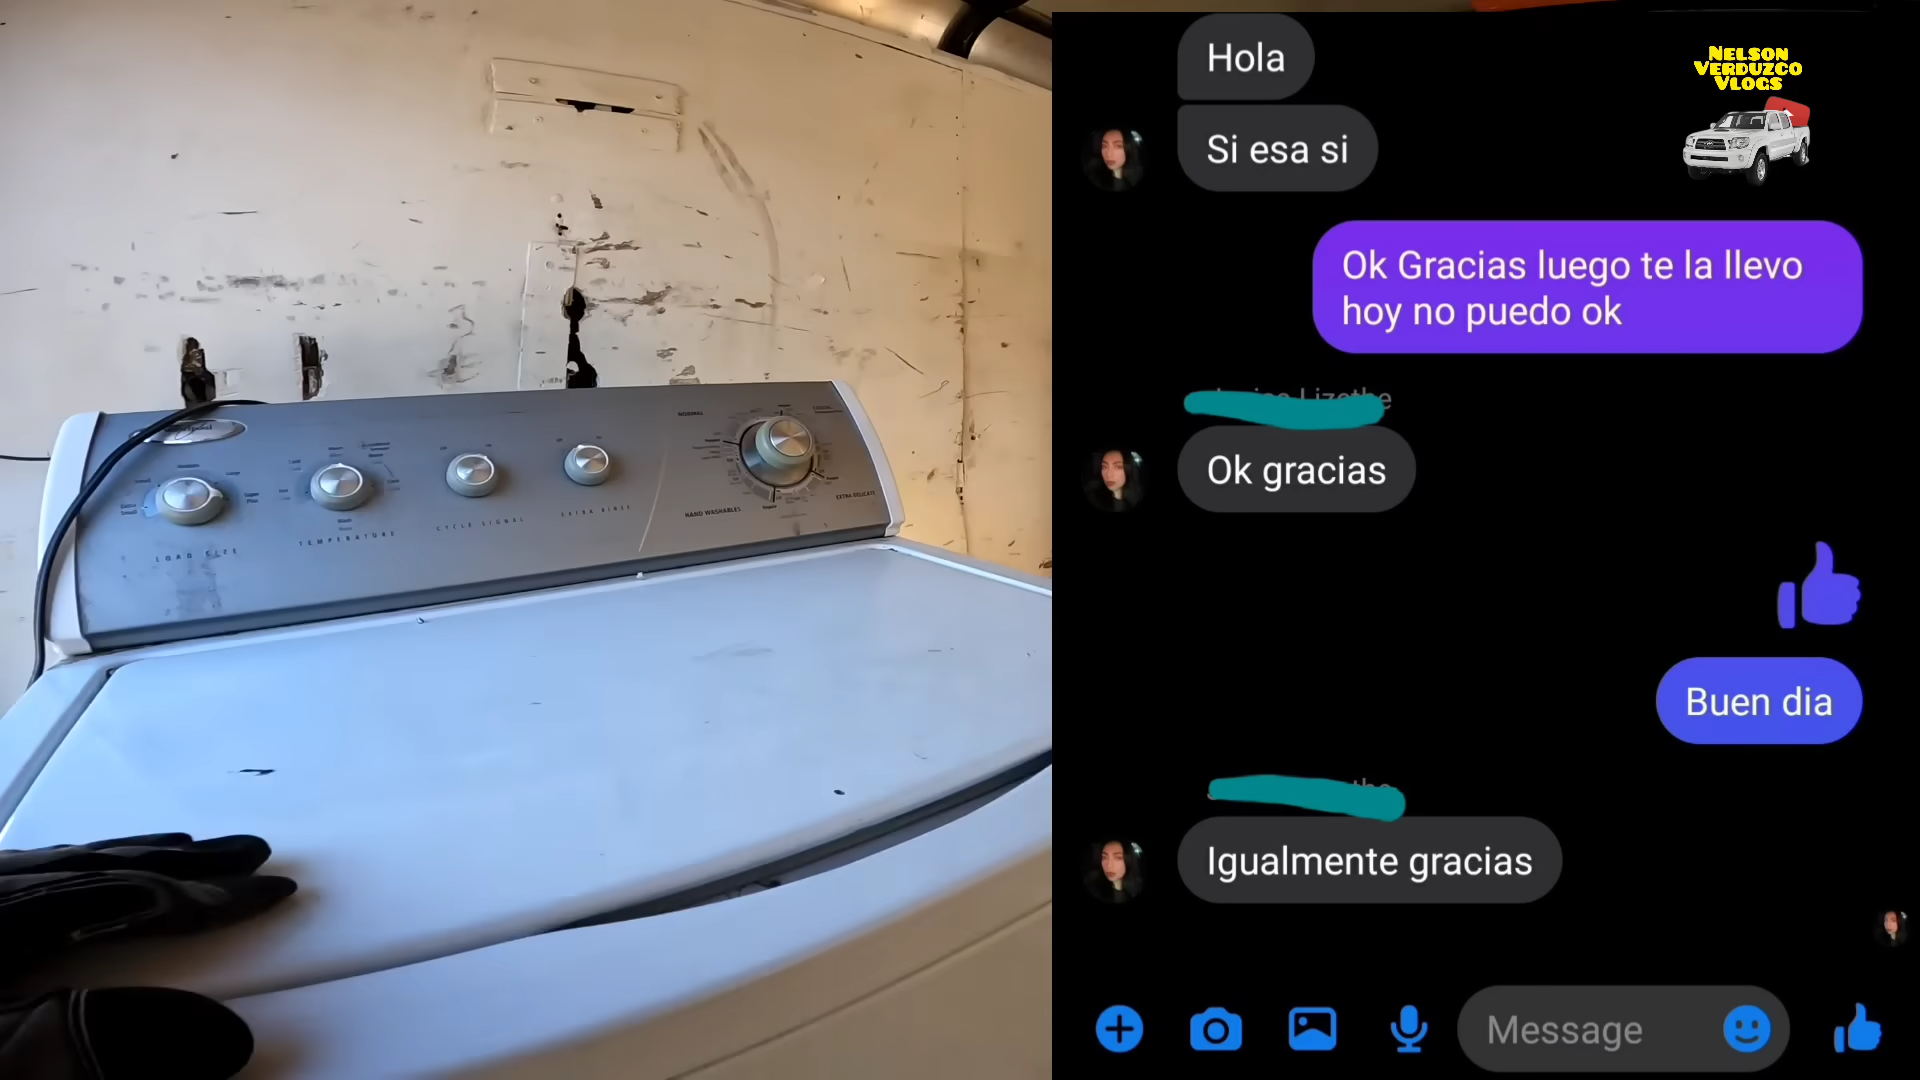 LOAD SIZE
TEMPERATURE
CYCLE SIGNAL
EXTRA RINSE
NORMAL
HAND WASHABLES
EXTRA DELICATE
Hola
Si esa si
Ok Gracias luego te la llevo
hoy no puedo ok
Ok gracias
Buen dia
Igualmente gracias
Message
NELSON
VERDUZCO
VLOGS